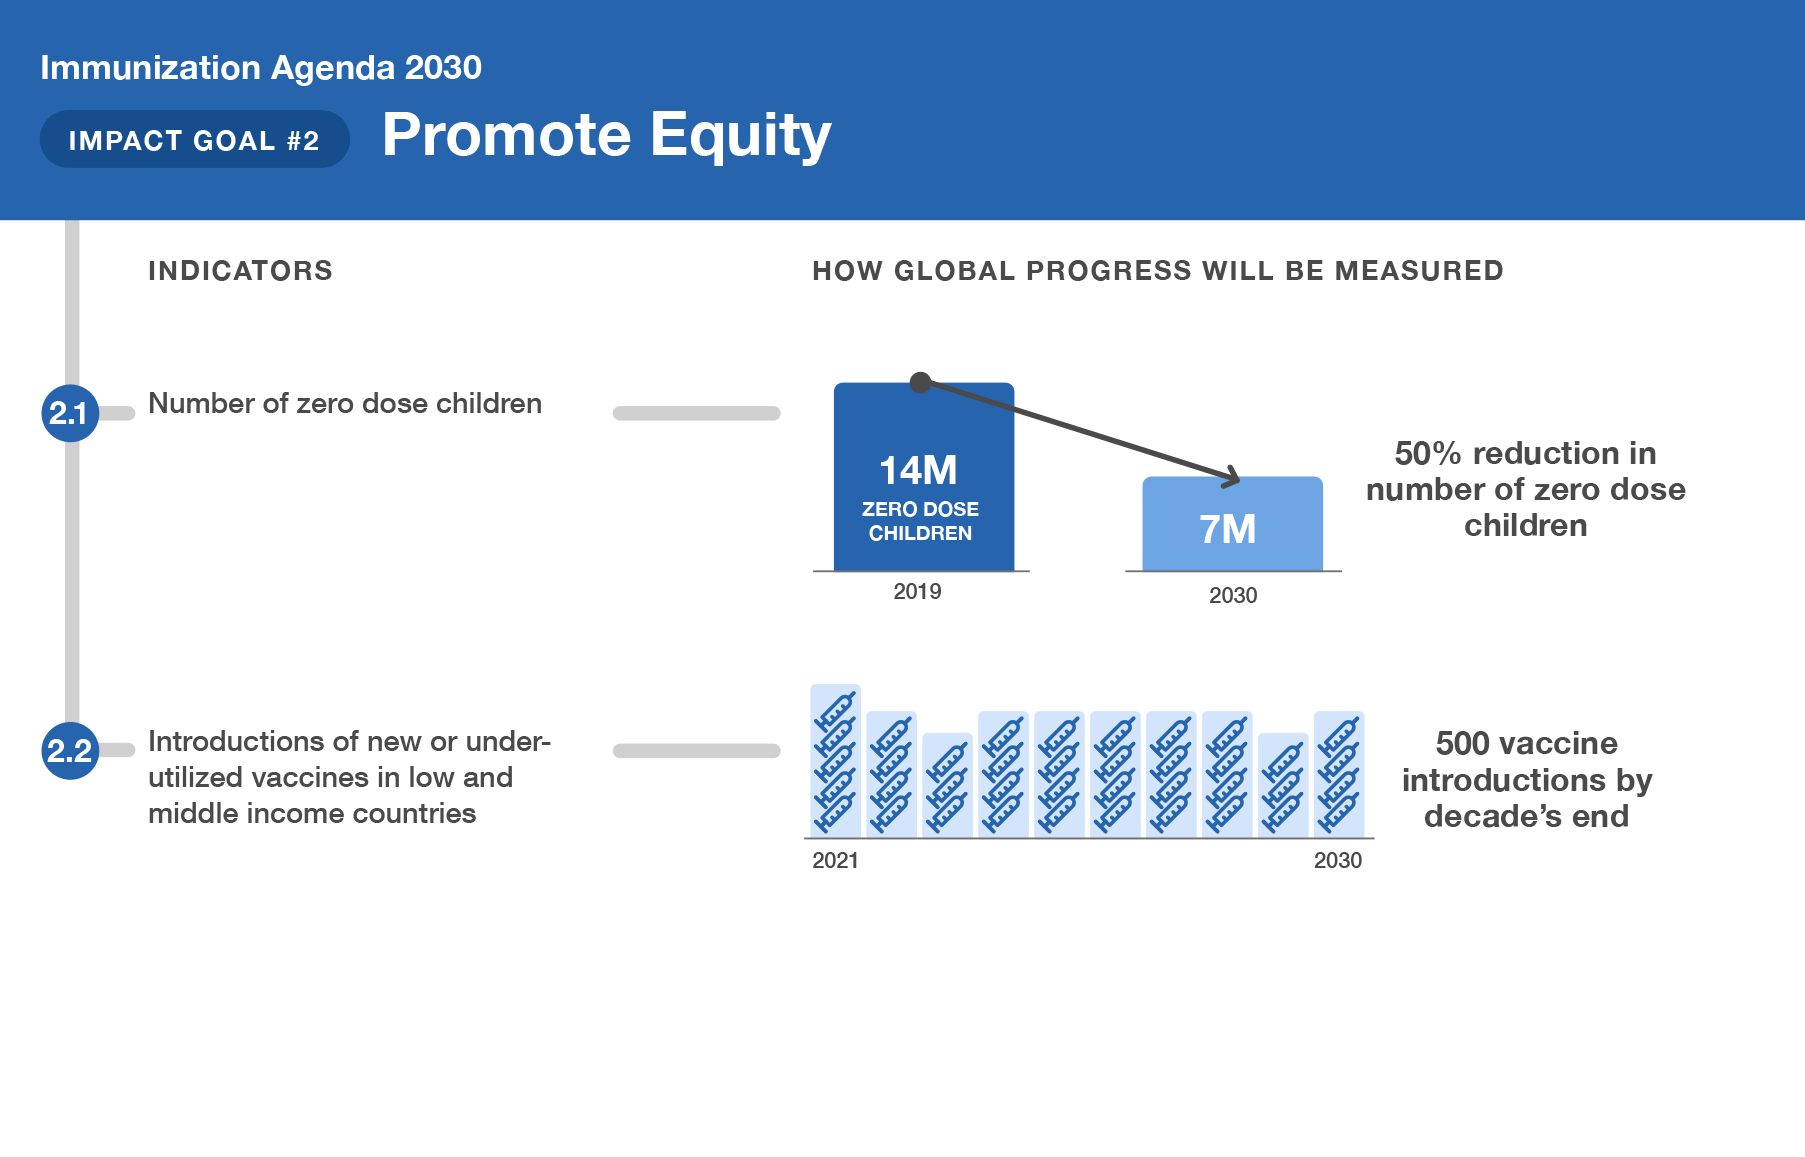 Immunization Agenda 2030
IMPACT GOAL #2
Promote Equity
INDICATORS
HOW GLOBAL PROGRESS WILL BE MEASURED
2.1
Number of zero dose children
14M
ZERO DOSE
CHILDREN
2019
7M
2030
50% reduction in
number of zero dose
children
2.2
Introductions of new or under-
utilized vaccines in low and
middle income countries
2021
2030
500 vaccine
introductions by
decade’s end